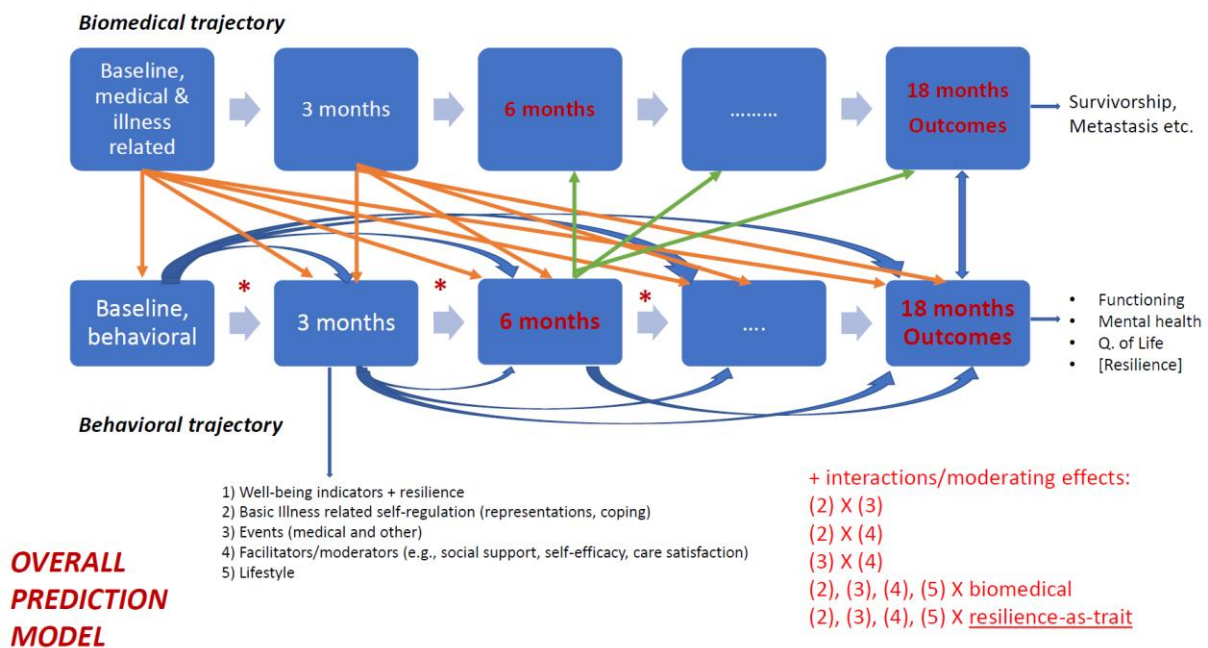 Biomedical trajectory
Baseline,
medical &
illness
related
3 months
6 months
………
18 months
Outcomes
Survivorship,
Metastasis etc.
*
*
*
Baseline,
behavioral
3 months
6 months
….
18 months
Outcomes
• Functioning
• Mental health
• Q. of Life
• [Resilience]
Behavioral trajectory
1) Well-being indicators + resilience
2) Basic Illness related self-regulation (representations, coping)
3) Events (medical and other)
4) Facilitators/moderators (e.g., social support, self-efficacy, care satisfaction)
5) Lifestyle
+ interactions/moderating effects:
(2) X (3)
(2) X (4)
(3) X (4)
(2), (3), (4), (5) X biomedical
(2), (3), (4), (5) X resilience-as-trait
OVERALL
PREDICTION
MODEL